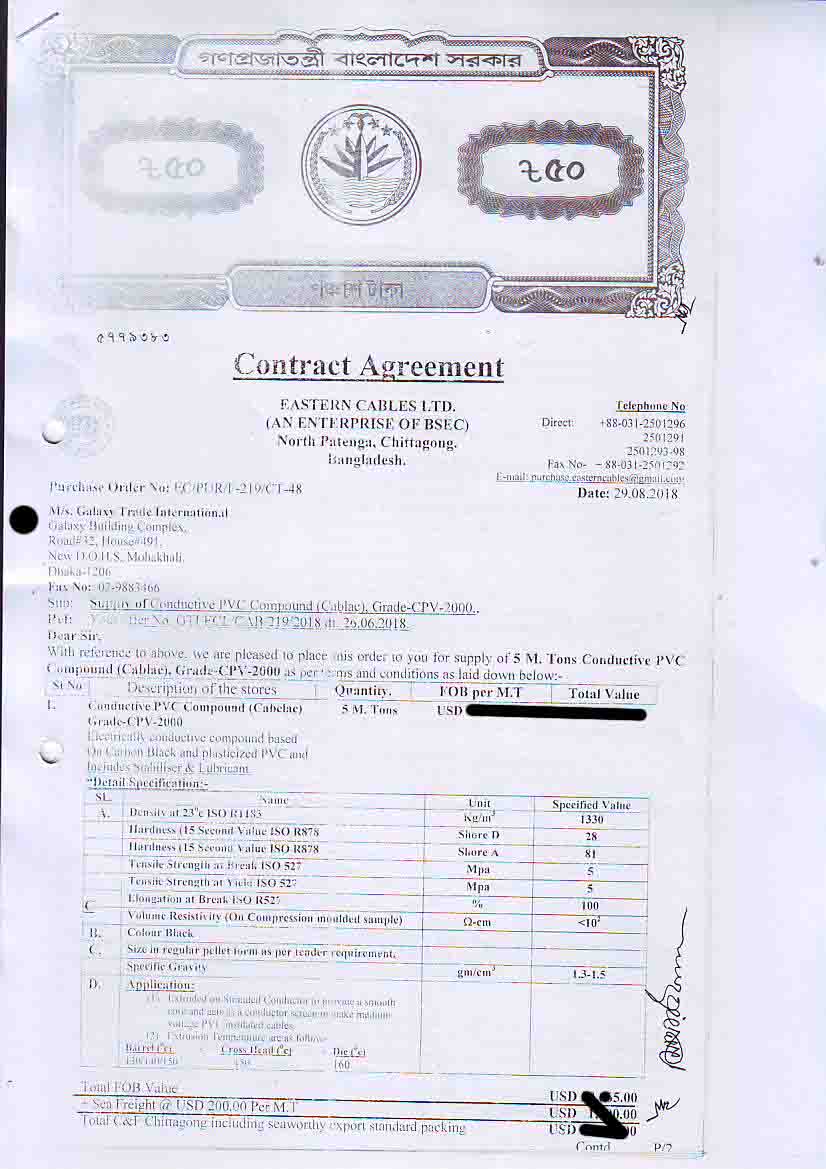 গণপ্রজাতন্ত্রী বাংলাদেশ সরকার
৳৫০ ৳৫০
পঞ্চাশ টাকা
Contract Agreement
EASTERN CABLES LTD.
(AN ENTERPRISE OF BSEC)
North Patenga, Chittagong.
Bangladesh.
Telephone No
Direct: +88-031-2501296
2501291
2501293-98
Fax No- – 88-031-2501292
E-mail: purchase.easterncables@gmail.com
Date: 29.08.2018
Purchase Order No: EC/PUR/F-219/CT-48
M/s. Galaxy Trade International
Galaxy Building Complex,
Road#32, House#491,
New D.O.H.S, Mohakhali,
Dhaka-1206
Fax No: 02-9883466
Sub: Supply of Conductive PVC Compound (Cablac), Grade-CPV-2000.,
Ref: No. GTI/ECL/CAB-219/2018 dt. 26.06.2018.
Dear Sir,
With reference to above, we are pleased to place this order to you for supply of 5 M. Tons Conductive PVC
Compound (Cablac), Grade-CPV-2000 as per terms and conditions as laid down below:-
Sl No Description of the stores Quantity. FOB per M.T Total Value
1. Conductive PVC Compound (Cabelac) 5 M. Tons USD
Grade-CPV-2000
Electrically conductive compound based
On Carbon Black and plasticized PVC and
Includes Stabiliser & Lubricant.
"Detail Specification:-
SL. Name Unit Specified Value
A. Density at 23°c ISO R1183 Kg/m³ 1330
Hardness (15 Second Value ISO R878 Shore D 28
Hardness (15 Second Value ISO R878 Shore A 81
Tensile Strength at Break ISO 527 Mpa 5
Tensile Strength at Yield ISO 527 Mpa 5
Elongation at Break ISO R527 % 100
C Volume Resistivity (On Compression moulded sample) Ω-cm <10²
B. Colour Black
C. Size in regular pellet form as per tender requirement.
Specific Gravity gm/cm³ 1.3-1.5
D. Application:
(1) Extruded on Stranded Conductor to provide a smooth
core and acts as a conductor screen to make medium
voltage PVC insulated cables.
(2) Extrusion Temperature are as follow
Barrel (°c) Cross Head (°c) Die (°c)
130/140/150 150 160
Total FOB Value USD 5.00
+ Sea Freight @ USD 200.00 Per M.T USD 0.00
Total C&F Chittagong including seaworthy export standard packing USD 0
Contd P/2